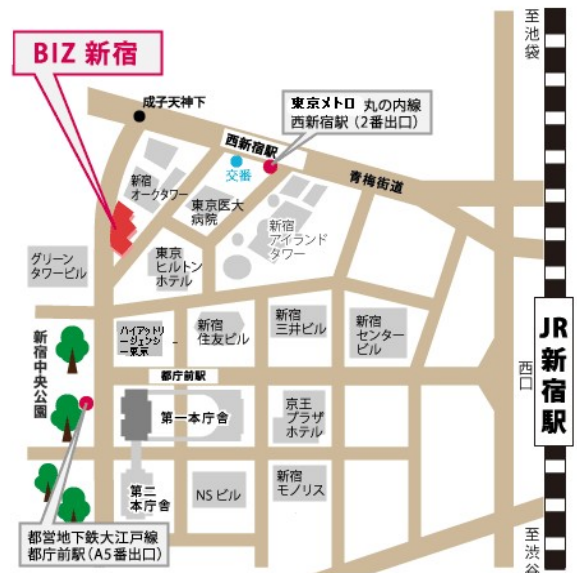 至池袋
BIZ 新宿
成子天神下
東京メトロ 丸の内線
西新宿駅(2番出口)
西新宿駅
交番
青梅街道
新宿
オークタワー
東京医大
病院
新宿
アイランド
タワー
グリーン
タワービル
東京
ヒルトン
ホテル
新宿中央公園
ハイアットリ
ージェンシ
ー東京
新宿
住友ビル
新宿
三井ビル
新宿
センター
ビル
JR新宿駅
西口
都庁前駅
第一本庁舎
京王
プラザ
ホテル
第二
本庁舎
NSビル
新宿
モノリス
都営地下鉄大江戸線
都庁前駅(A5番出口)
至渋谷